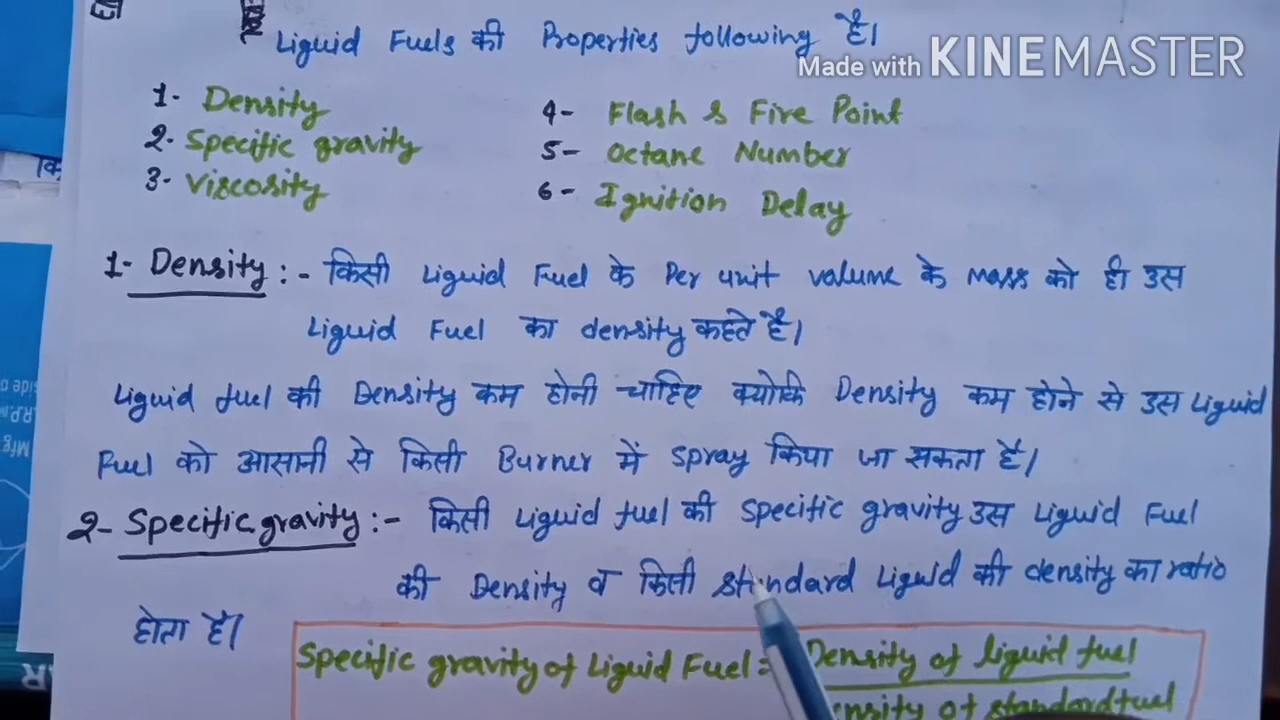 Liquid Fuels की Properties following है।
Made with KINEMASTER
1- Density
2- Specific gravity
3- Viscosity
4- Flash & Fire Point
5- Octane Number
6- Ignition Delay
1- Density :- किसी Liquid Fuel के Per unit volume के mass को ही उस
Liquid Fuel का density कहते है।
Liquid fuel की Density कम होनी चाहिए क्योकि Density कम होने से उस Liquid
Fuel को आसानी से किसी Burner में spray किया जा सकता है।
2- Specific gravity :- किसी Liquid fuel की specific gravity उस Liquid Fuel
की Density व किसी standard Liquid की density का ratio
होता है।
Specific gravity of Liquid Fuel = Density of liquid fuel
of standard fuel